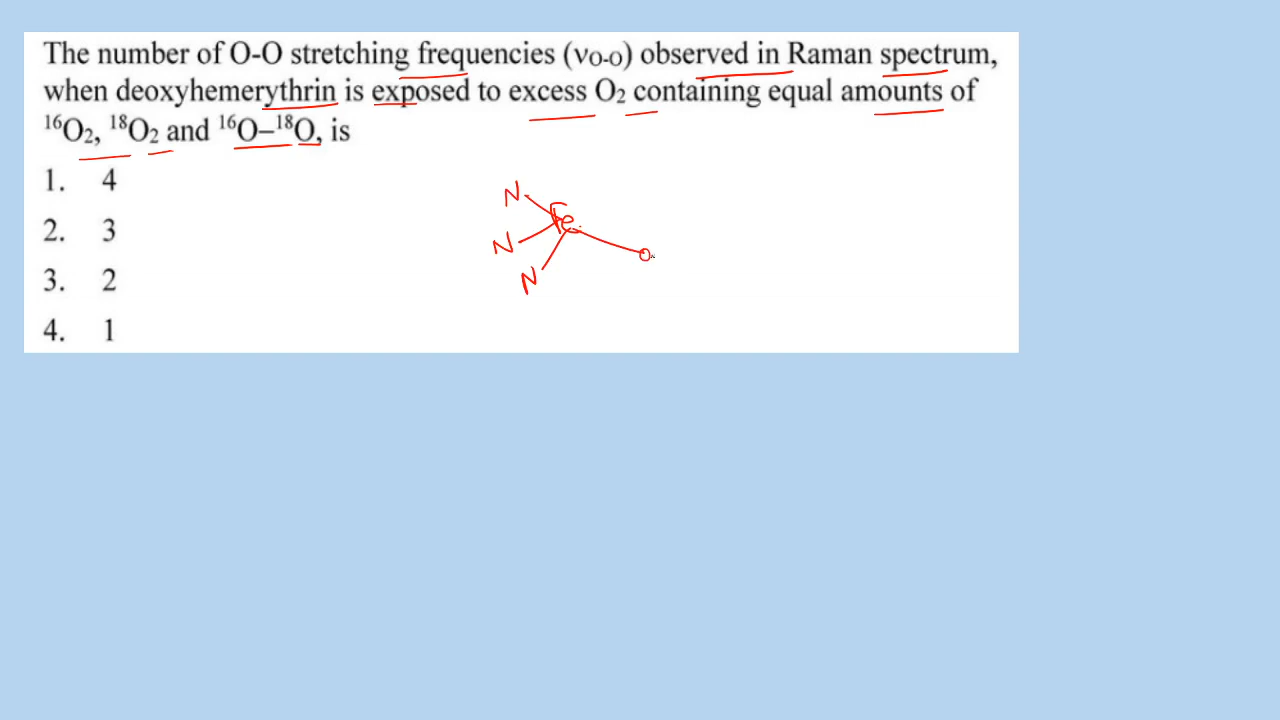 The number of O-O stretching frequencies (νO-O) observed in Raman spectrum,
when deoxyhemerythrin is exposed to excess O₂ containing equal amounts of
¹⁶O₂, ¹⁸O₂ and ¹⁶O–¹⁸O, is
1. 4
2. 3
3. 2
4. 1
N
Fe
N
O
N